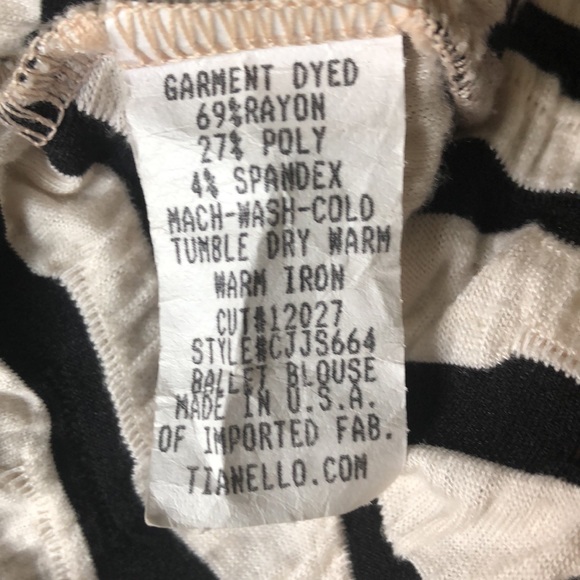 GARMENT DYED
69%RAYON
27% POLY
4% SPANDEX
MACH-WASH-COLD
TUMBLE DRY WARM
WARM IRON
CUT#12027
STYLE#CJJS664
BALLET BLOUSE
MADE IN U.S.A.
OF IMPORTED FAB.
TIANELLO.COM